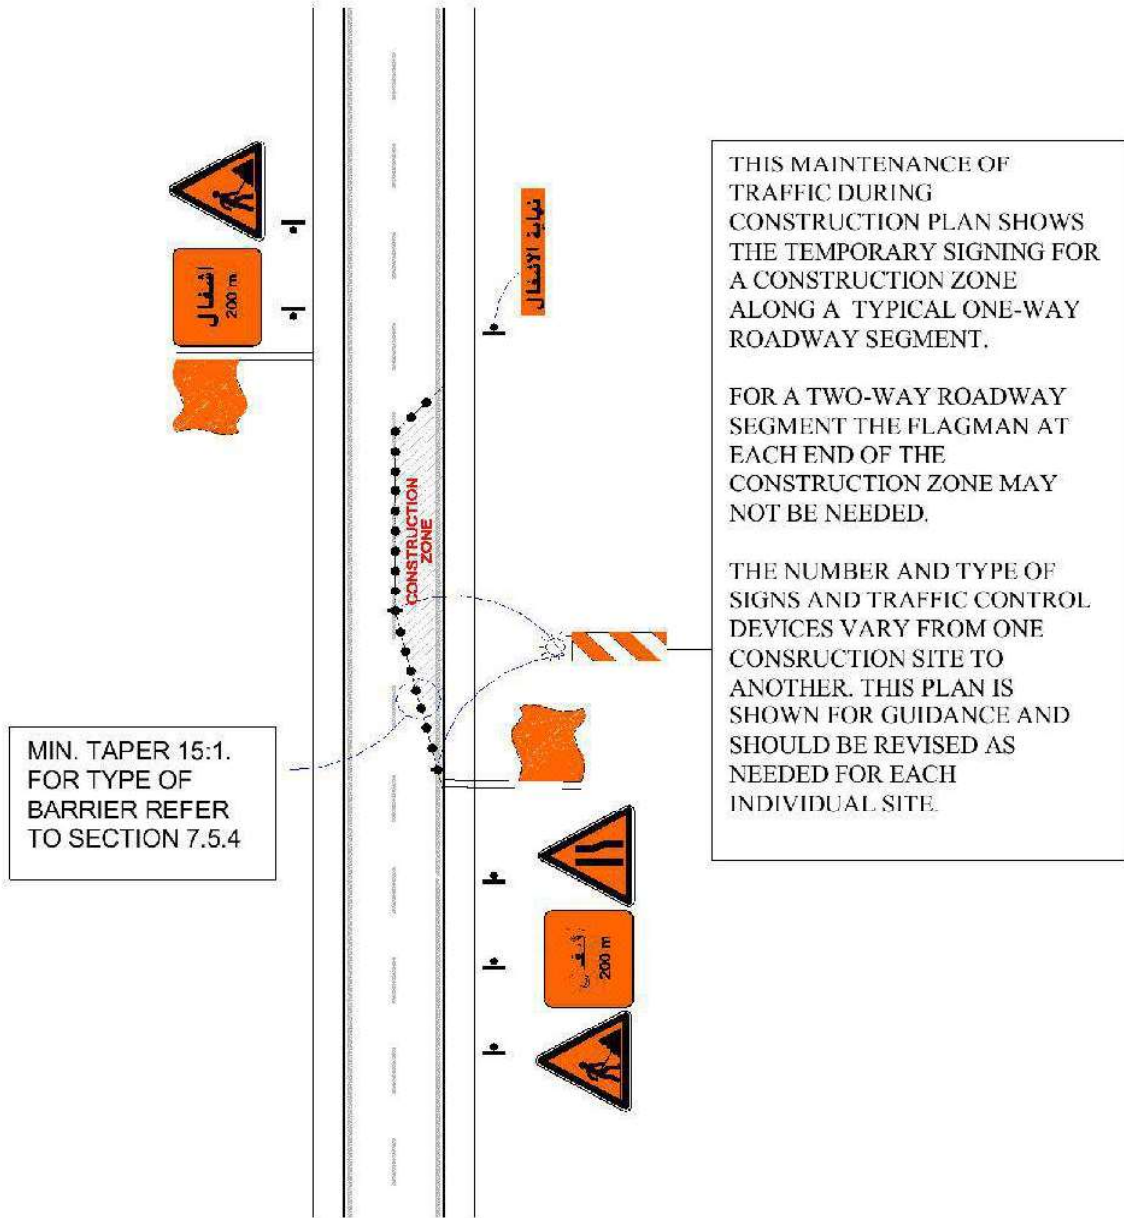 اشغال
200 m
نهاية الاشغال
CONSTRUCTION
ZONE
THIS MAINTENANCE OF
TRAFFIC DURING
CONSTRUCTION PLAN SHOWS
THE TEMPORARY SIGNING FOR
A CONSTRUCTION ZONE
ALONG A TYPICAL ONE-WAY
ROADWAY SEGMENT.
FOR A TWO-WAY ROADWAY
SEGMENT THE FLAGMAN AT
EACH END OF THE
CONSTRUCTION ZONE MAY
NOT BE NEEDED.
THE NUMBER AND TYPE OF
SIGNS AND TRAFFIC CONTROL
DEVICES VARY FROM ONE
CONSRUCTION SITE TO
ANOTHER. THIS PLAN IS
SHOWN FOR GUIDANCE AND
SHOULD BE REVISED AS
NEEDED FOR EACH
INDIVIDUAL SITE.
MIN. TAPER 15:1.
FOR TYPE OF
BARRIER REFER
TO SECTION 7.5.4
200 m